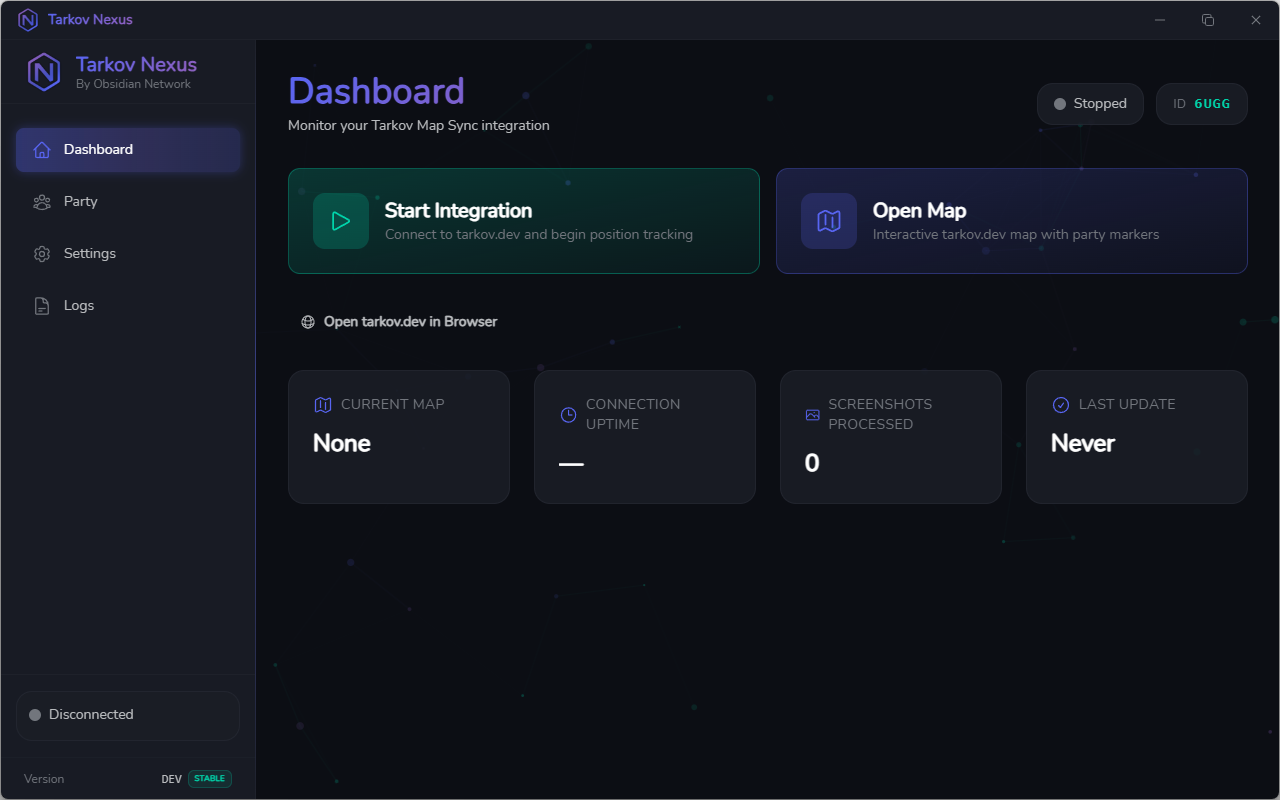 Tarkov Nexus
Tarkov Nexus
By Obsidian Network
Dashboard
Party
Settings
Logs
Disconnected
Version DEV STABLE
Dashboard
Monitor your Tarkov Map Sync integration
Stopped
ID 6UGG
Start Integration
Connect to tarkov.dev and begin position tracking
Open Map
Interactive tarkov.dev map with party markers
Open tarkov.dev in Browser
CURRENT MAP
None
CONNECTION
UPTIME
—
SCREENSHOTS
PROCESSED
0
LAST UPDATE
Never